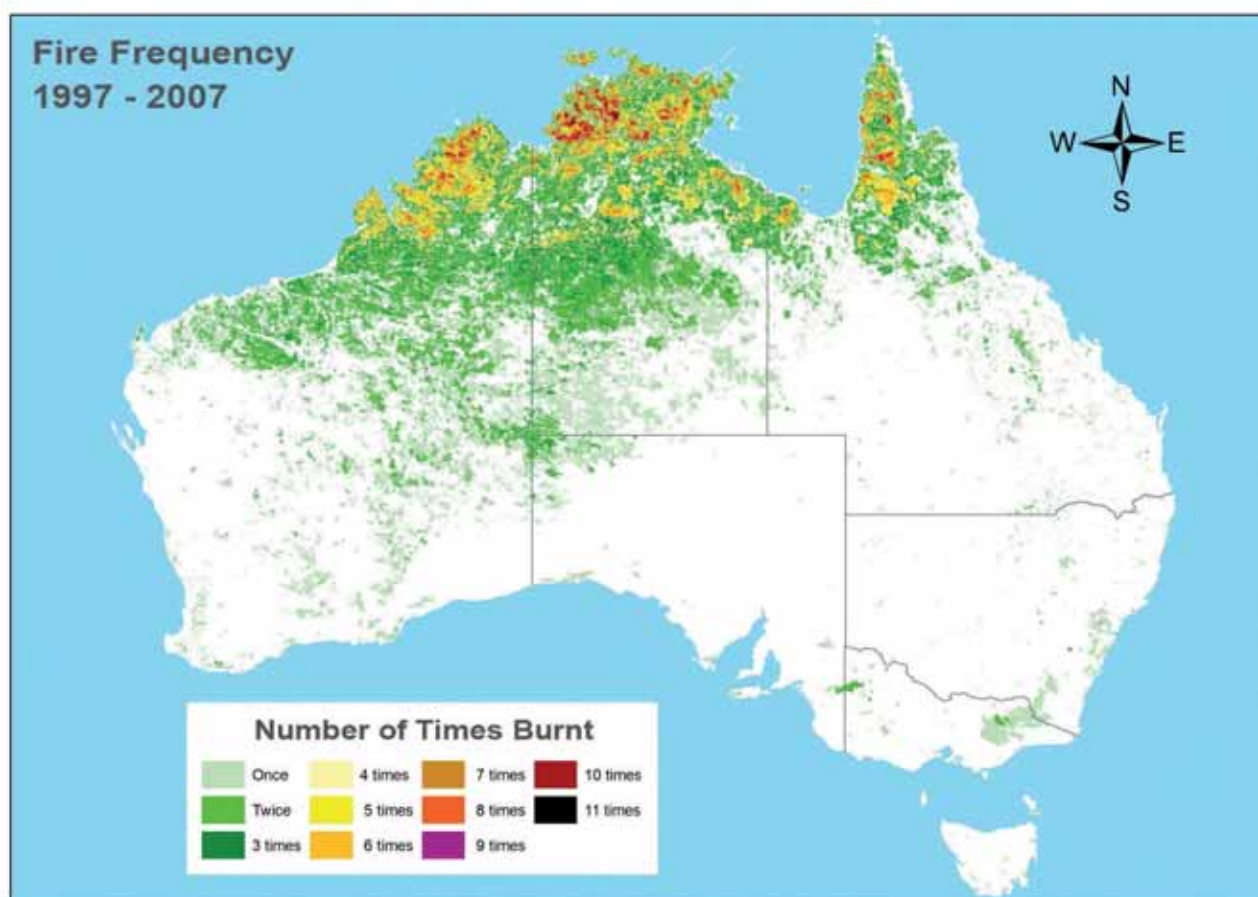 Fire Frequency
1997 - 2007
N
W E
S
Number of Times Burnt
Once 4 times 7 times 10 times
Twice 5 times 8 times 11 times
3 times 6 times 9 times